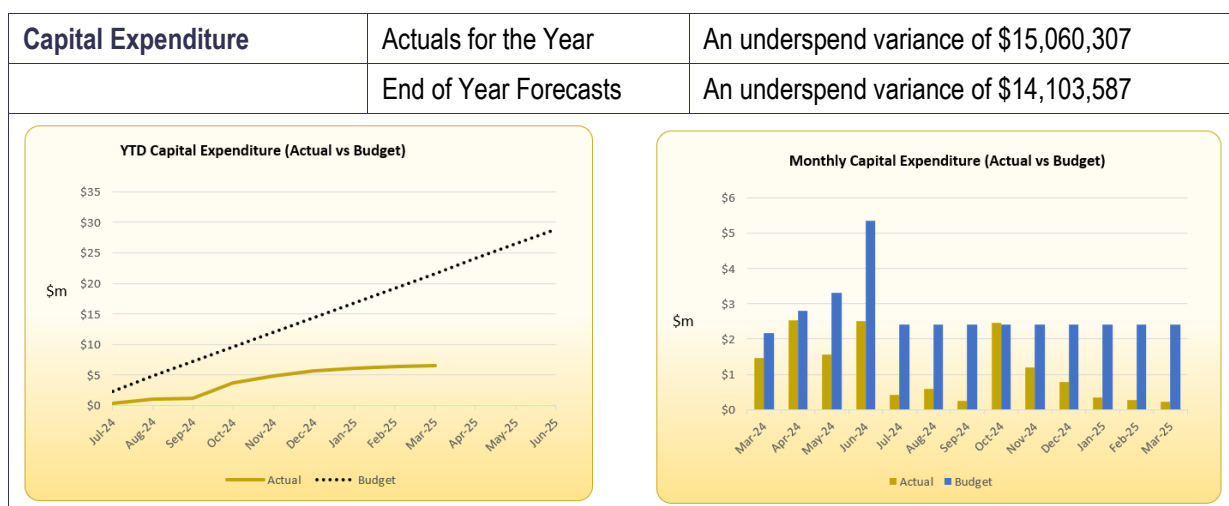 Capital Expenditure
Actuals for the Year
An underspend variance of $15,060,307
End of Year Forecasts
An underspend variance of $14,103,587
YTD Capital Expenditure (Actual vs Budget)
$35
$30
$25
$20
$15
$10
$5
$0
$m
Jul-24
Aug-24
Sep-24
Oct-24
Nov-24
Dec-24
Jan-25
Feb-25
Mar-25
Apr-25
May-25
Jun-25
Actual
Budget
Monthly Capital Expenditure (Actual vs Budget)
$6
$5
$4
$3
$2
$1
$0
$m
Mar-24
Apr-24
May-24
Jun-24
Jul-24
Aug-24
Sep-24
Oct-24
Nov-24
Dec-24
Jan-25
Feb-25
Mar-25
Actual
Budget